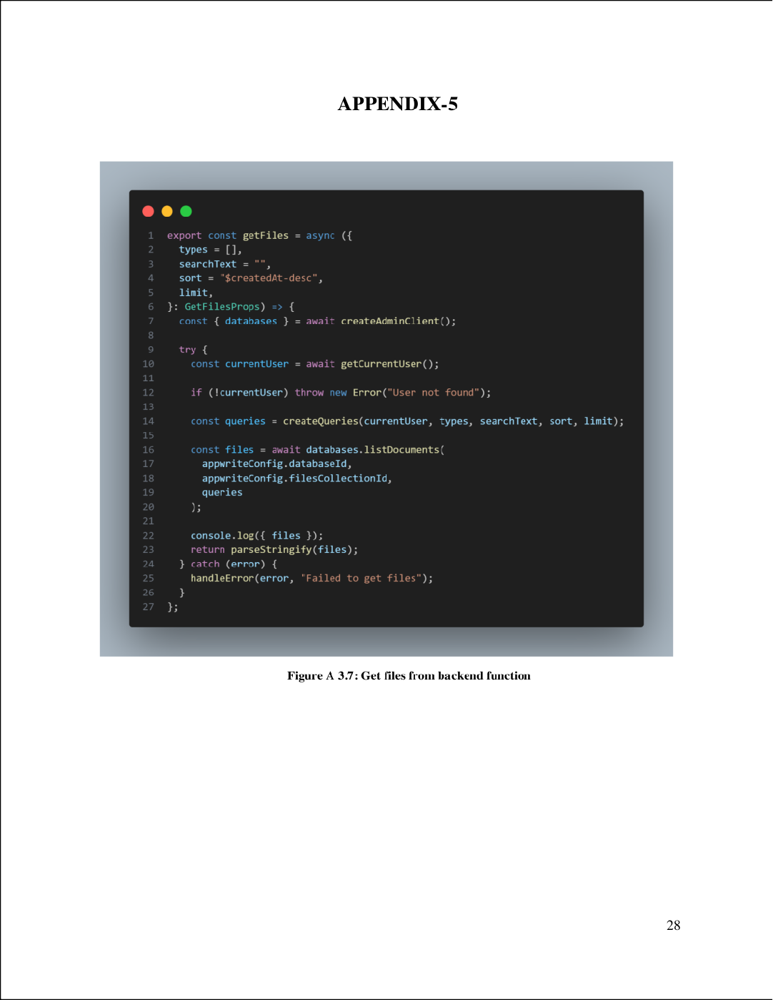 APPENDIX-5
1 export const getFiles = async ({
2   types = [],
3   searchText = "",
4   sort = "$createdAt-desc",
5   limit,
6 }: GetFilesProps) => {
7   const { databases } = await createAdminClient();
8
9   try {
10     const currentUser = await getCurrentUser();
11
12     if (!currentUser) throw new Error("User not found");
13
14     const queries = createQueries(currentUser, types, searchText, sort, limit);
15
16     const files = await databases.listDocuments(
17       appwriteConfig.databaseId,
18       appwriteConfig.filesCollectionId,
19       queries
20     );
21
22     console.log({ files });
23     return parseStringify(files);
24   } catch (error) {
25     handleError(error, "Failed to get files");
26   }
27 };
Figure A 3.7: Get files from backend function
28